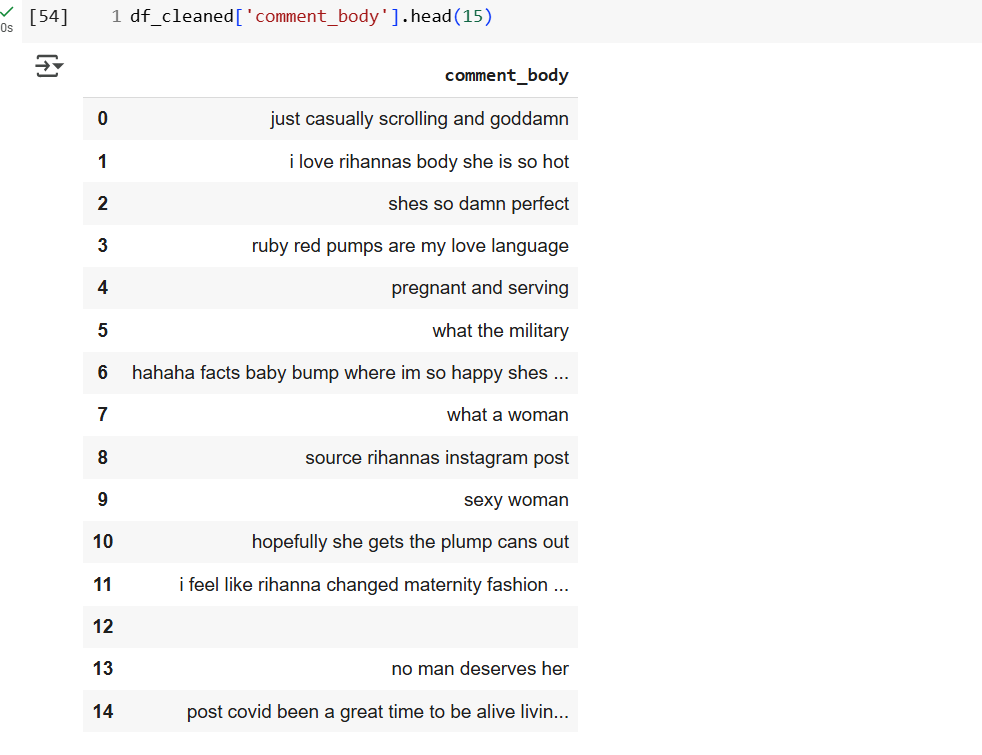 0s [54] 1 df_cleaned['comment_body'].head(15)
comment_body
0 just casually scrolling and goddamn
1 i love rihannas body she is so hot
2 shes so damn perfect
3 ruby red pumps are my love language
4 pregnant and serving
5 what the military
6 hahaha facts baby bump where im so happy shes ...
7 what a woman
8 source rihannas instagram post
9 sexy woman
10 hopefully she gets the plump cans out
11 i feel like rihanna changed maternity fashion ...
12
13 no man deserves her
14 post covid been a great time to be alive livin...